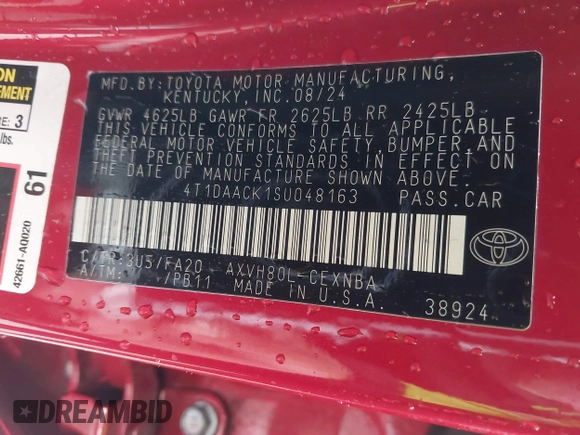 ON
EMENT
RE: 3
lbs.
61
42661-AQ020
MFD.BY: TOYOTA MOTOR MANUFACTURING,
KENTUCKY, INC. 08/24
GVWR 4625LB GAWR FR 2625LB RR 2425LB
THIS VEHICLE CONFORMS TO ALL APPLICABLE
FEDERAL MOTOR VEHICLE SAFETY, BUMPER, AND
THEFT PREVENTION STANDARDS IN EFFECT ON
THE DATE OF MANUFACTURE SHOWN ABOVE.
4T1DAACK1SU048163 PASS.CAR
C/TR: 3U5/FA20 AXVH80L-CEXNBA
A/TM: /PB11 MADE IN U.S.A.
38924
DREAMBID